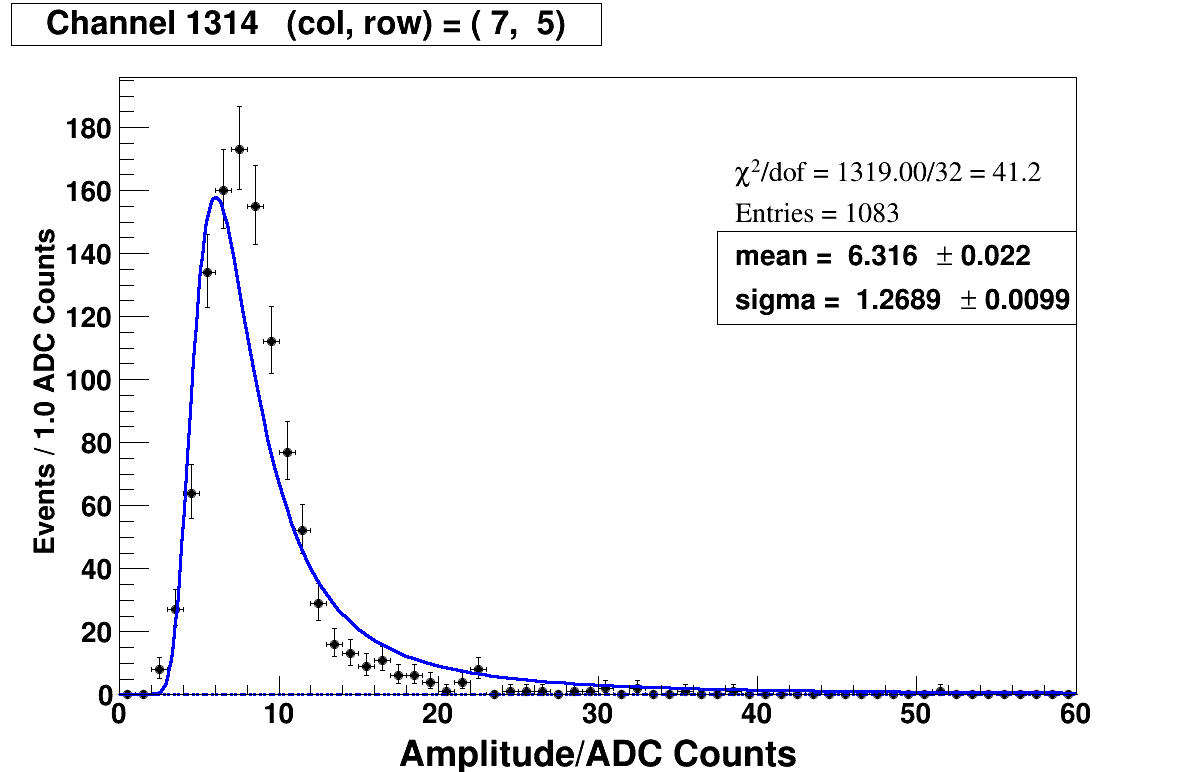 Channel 1314 (col, row) = ( 7, 5)
χ²/dof = 1319.00/32 = 41.2
Entries = 1083
mean = 6.316 ± 0.022
sigma = 1.2689 ± 0.0099
Events / 1.0 ADC Counts
180
160
140
120
100
80
60
40
20
0
0 10 20 30 40 50 60
Amplitude/ADC Counts